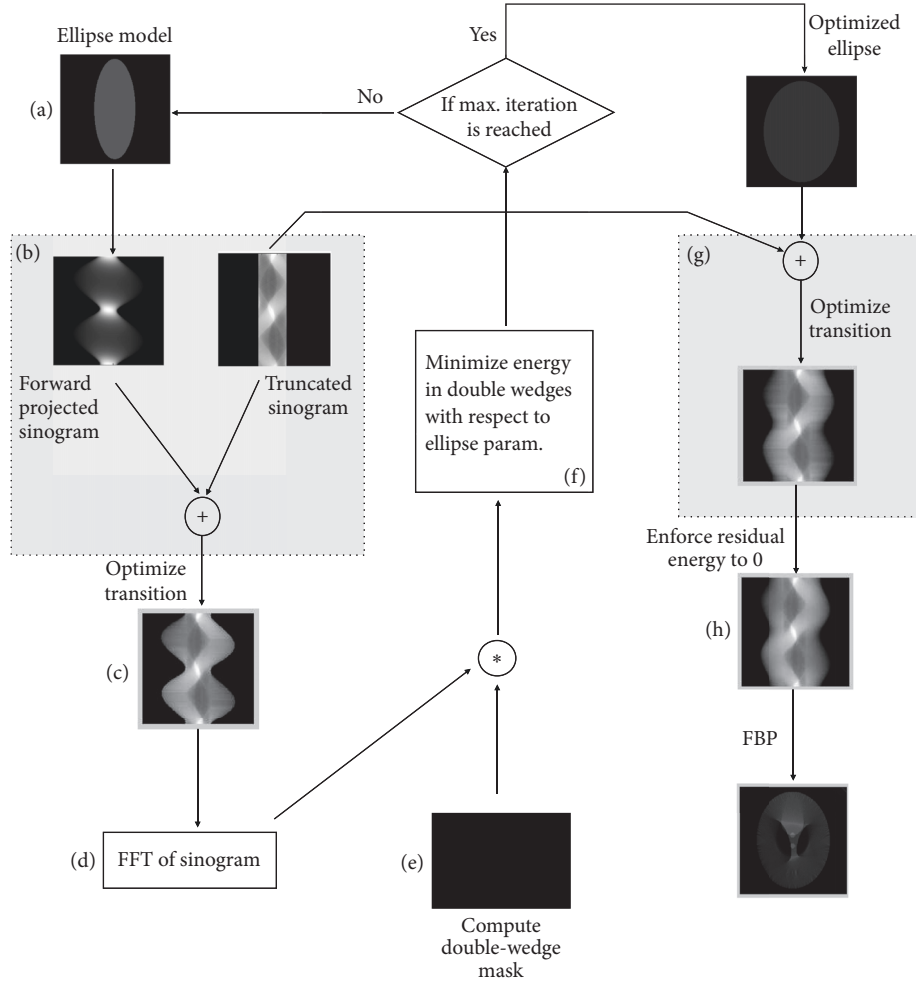 Ellipse model
(a)
No
Yes
If max. iteration
is reached
Optimized
ellipse
(b)
Forward
projected
sinogram
Truncated
sinogram
+
Optimize
transition
(c)
(d)
FFT of sinogram
(e)
Compute
double-wedge
mask
*
Minimize energy
in double wedges
with respect to
ellipse param.
(f)
(g)
+
Optimize
transition
Enforce residual
energy to 0
(h)
FBP